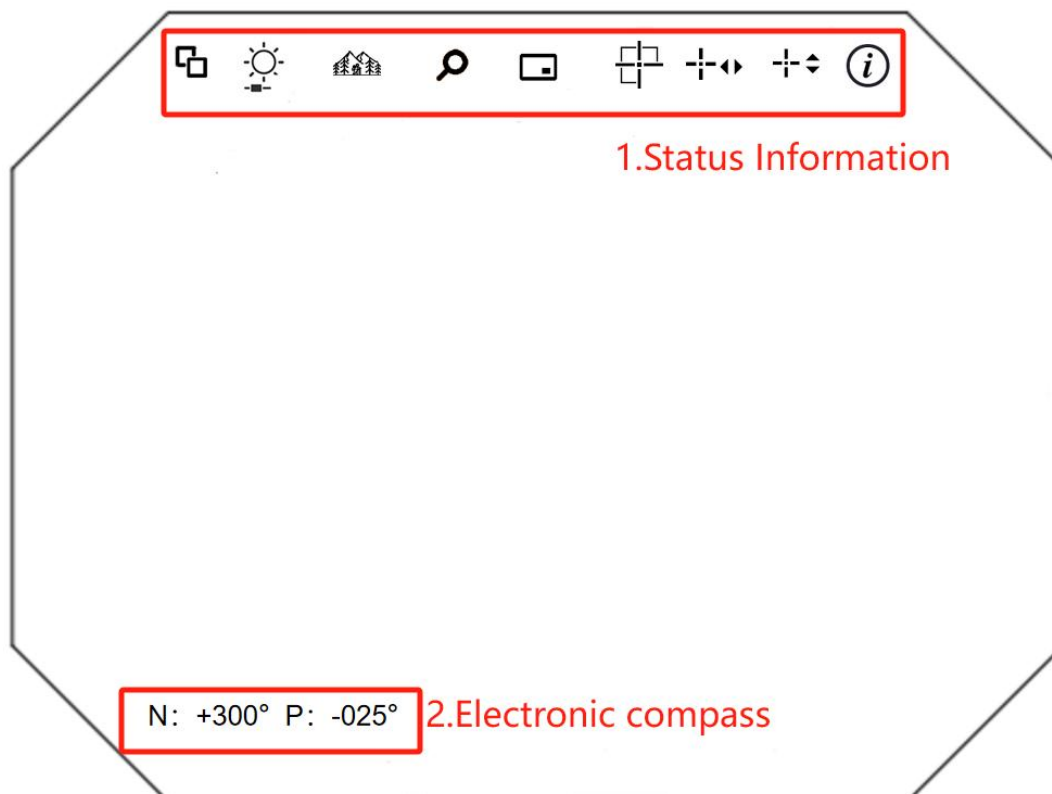 i
1.Status Information
N: +300° P: -025°
2.Electronic compass